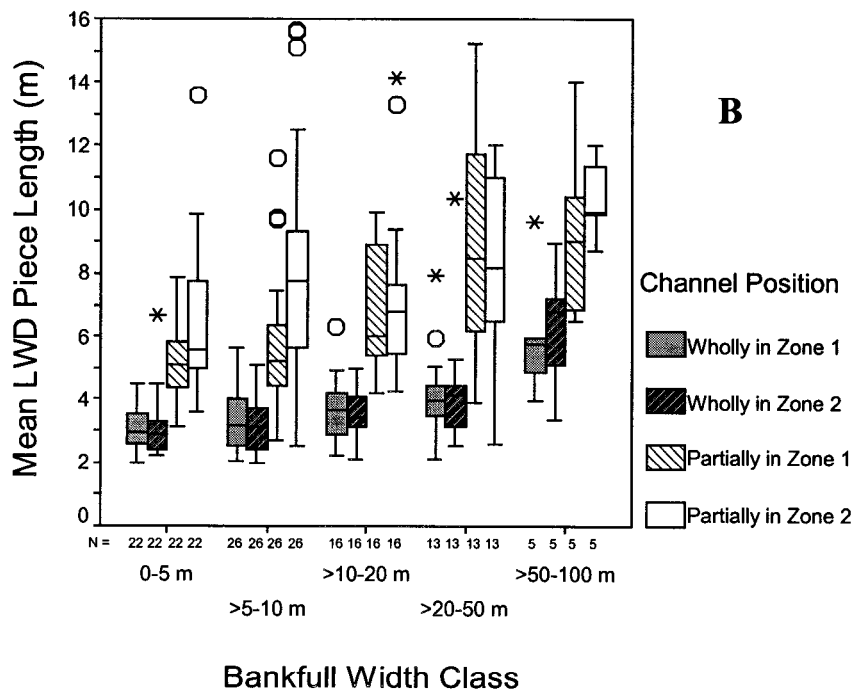 16
14
12
10
8
6
4
2
0
Mean LWD Piece Length (m)
B
Channel Position
Wholly in Zone 1
Wholly in Zone 2
Partially in Zone 1
Partially in Zone 2
N = 22 22 22 22 26 26 26 26 16 16 16 16 13 13 13 13 5 5 5 5
0-5 m >10-20 m >50-100 m
>5-10 m >20-50 m
Bankfull Width Class